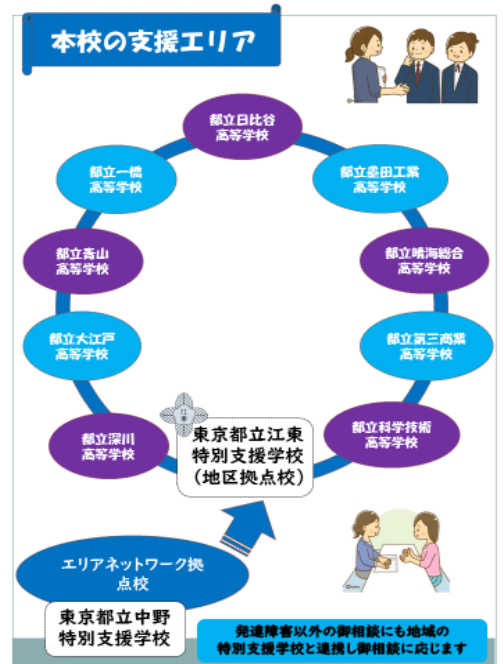 本校の支援エリア
都立日比谷
高等学校
都立一橋
高等学校
都立墨田工業
高等学校
都立青山
高等学校
都立晴海総合
高等学校
都立大江戸
高等学校
都立第三商業
高等学校
都立深川
高等学校
都立科学技術
高等学校
江東
東京都立江東
特別支援学校
(地区拠点校)
エリアネットワーク拠
点校
東京都立中野
特別支援学校
発達障害以外の御相談にも地域の
特別支援学校と連携し御相談に応じます